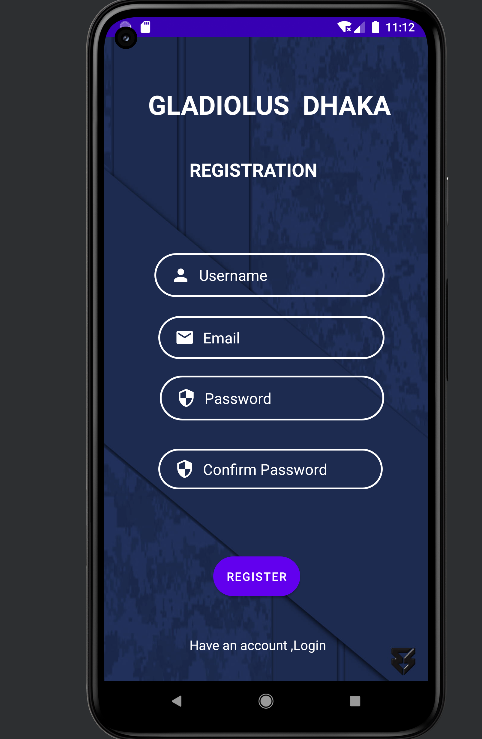 11:12
GLADIOLUS DHAKA
REGISTRATION
Username
Email
Password
Confirm Password
REGISTER
Have an account ,Login